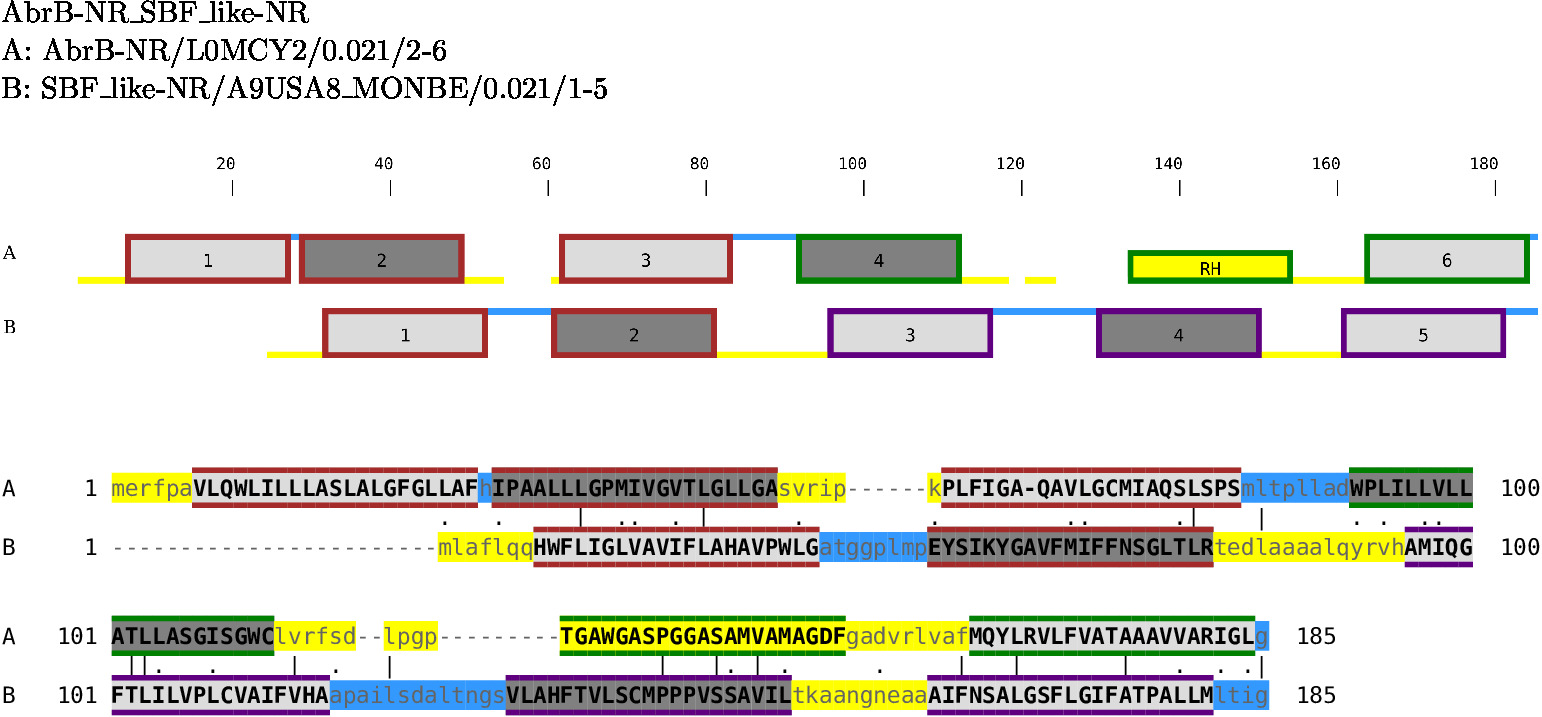 AbrB-NR_SBF_like-NR
A: AbrB-NR/L0MCY2/0.021/2-6
B: SBF_like-NR/A9USA8_MONBE/0.021/1-5
20 40 60 80 100 120 140 160 180
A 1 2 3 4 RH 6
B 1 2 3 4 5
A 1 merfpaVLQWLILLLASLALGFGLLAFhIPAALLLGPMIVGVTLGLLGAsvrip------kPLFIGA-QAVLGCMIAQSLSPSmltplladWPLILLVLL 100
B 1 ------------------------mlaflqqHWFLIGLVAVIFLAHAVPWLGatggplmpEYSIKYGAVFMIFFNSGLTLRtedlaaaalqyrvhAMIQG 100
A 101 ATLLASGISGWClvrfsd--lpgp---------TGAWGASPGGASAMVAMAGDFgadvrlvafMQYLRVLFVATAAAVVARIGLg 185
B 101 FTLILVPLCVAIFVHAapailsdaltngsVLAHFTVLSCMPPPVSSAVILtkaangneaaAIFNSALGSFLGIFATPALLMltig 185